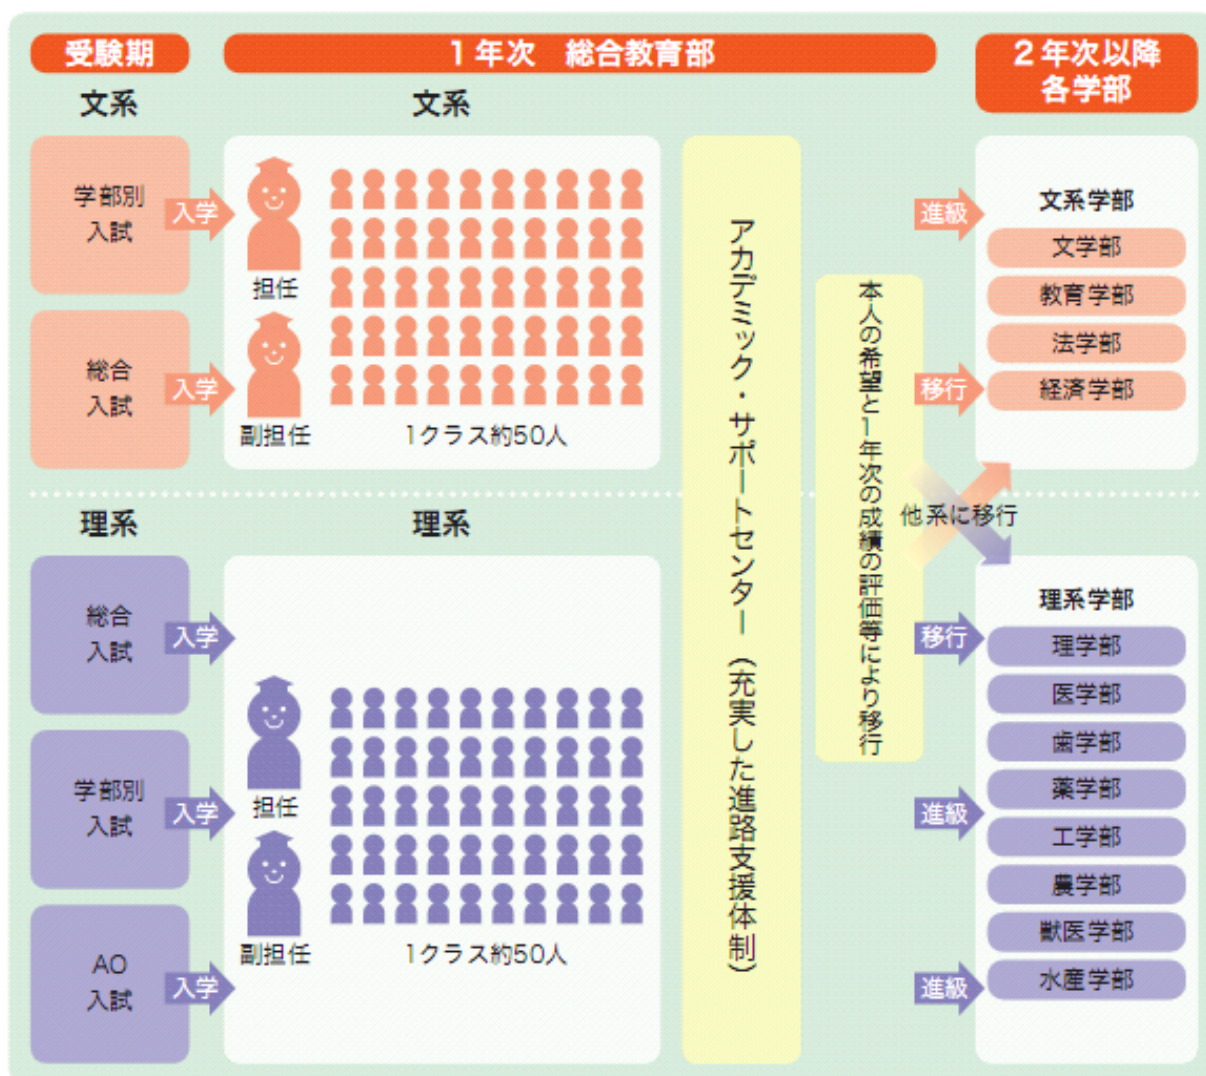 受験期
1年次 総合教育部
2年次以降
各学部
文系
文系
学部別
入試
入学
担任
総合
入試
入学
副担任
1クラス約50人
アカデミック・サポートセンター（充実した進路支援体制）
本人の希望と1年次の成績の評価等により移行
進級
移行
他系に移行
文系学部
文学部
教育学部
法学部
経済学部
理系
理系
総合
入試
入学
学部別
入試
入学
AO
入試
入学
担任
副担任
1クラス約50人
移行
進級
進級
理系学部
理学部
医学部
歯学部
薬学部
工学部
農学部
獣医学部
水産学部